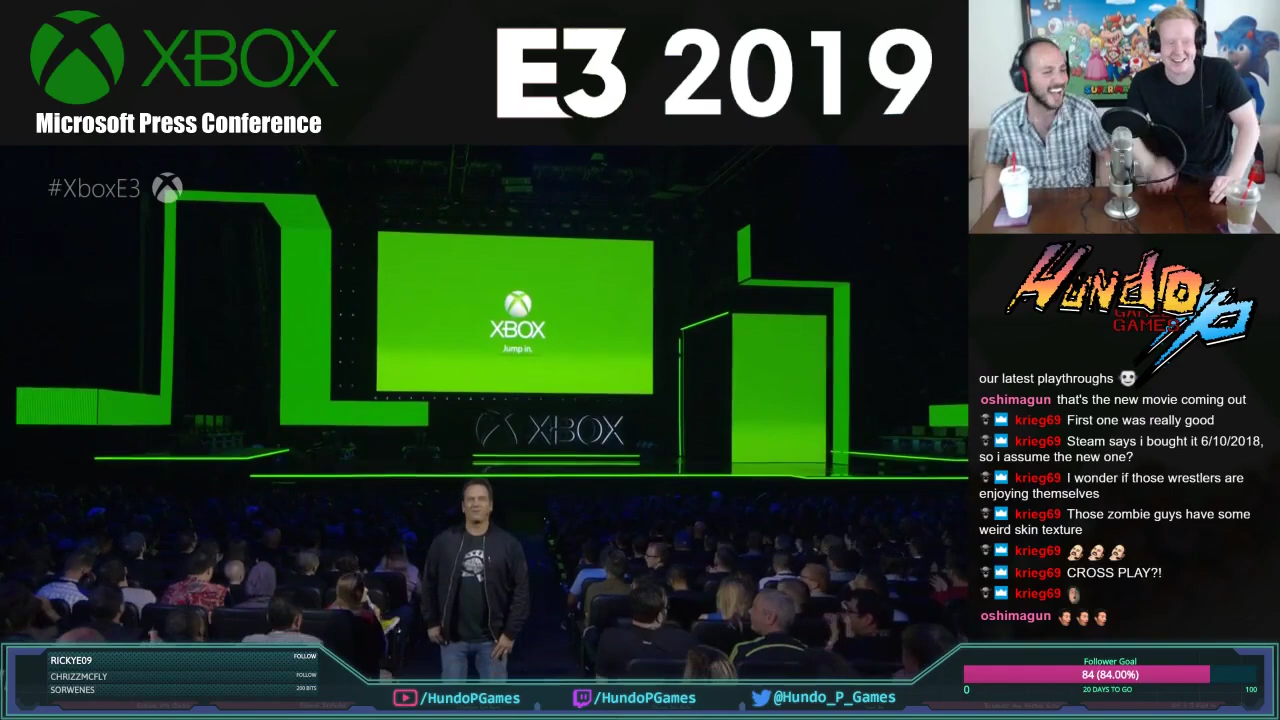 XBOX
Microsoft Press Conference
E3 2019
#XboxE3
XBOX
Jump in.
XBOX
SUPER
HUNDO P
GAMES
our latest playthroughs
oshimagun that's the new movie coming out
krieg69 First one was really good
krieg69 Steam says i bought it 6/10/2018,
so i assume the new one?
krieg69 I wonder if those wrestlers are
enjoying themselves
krieg69 Those zombie guys have some
weird skin texture
krieg69
krieg69 CROSS PLAY?!
krieg69
oshimagun
RICKYE09 FOLLOW
CHRIZZMCFLY FOLLOW
SORWENES 200 BITS
/HundoPGames
/HundoPGames
@Hundo_P_Games
Follower Goal
84 (84.00%)
0 20 DAYS TO GO 100